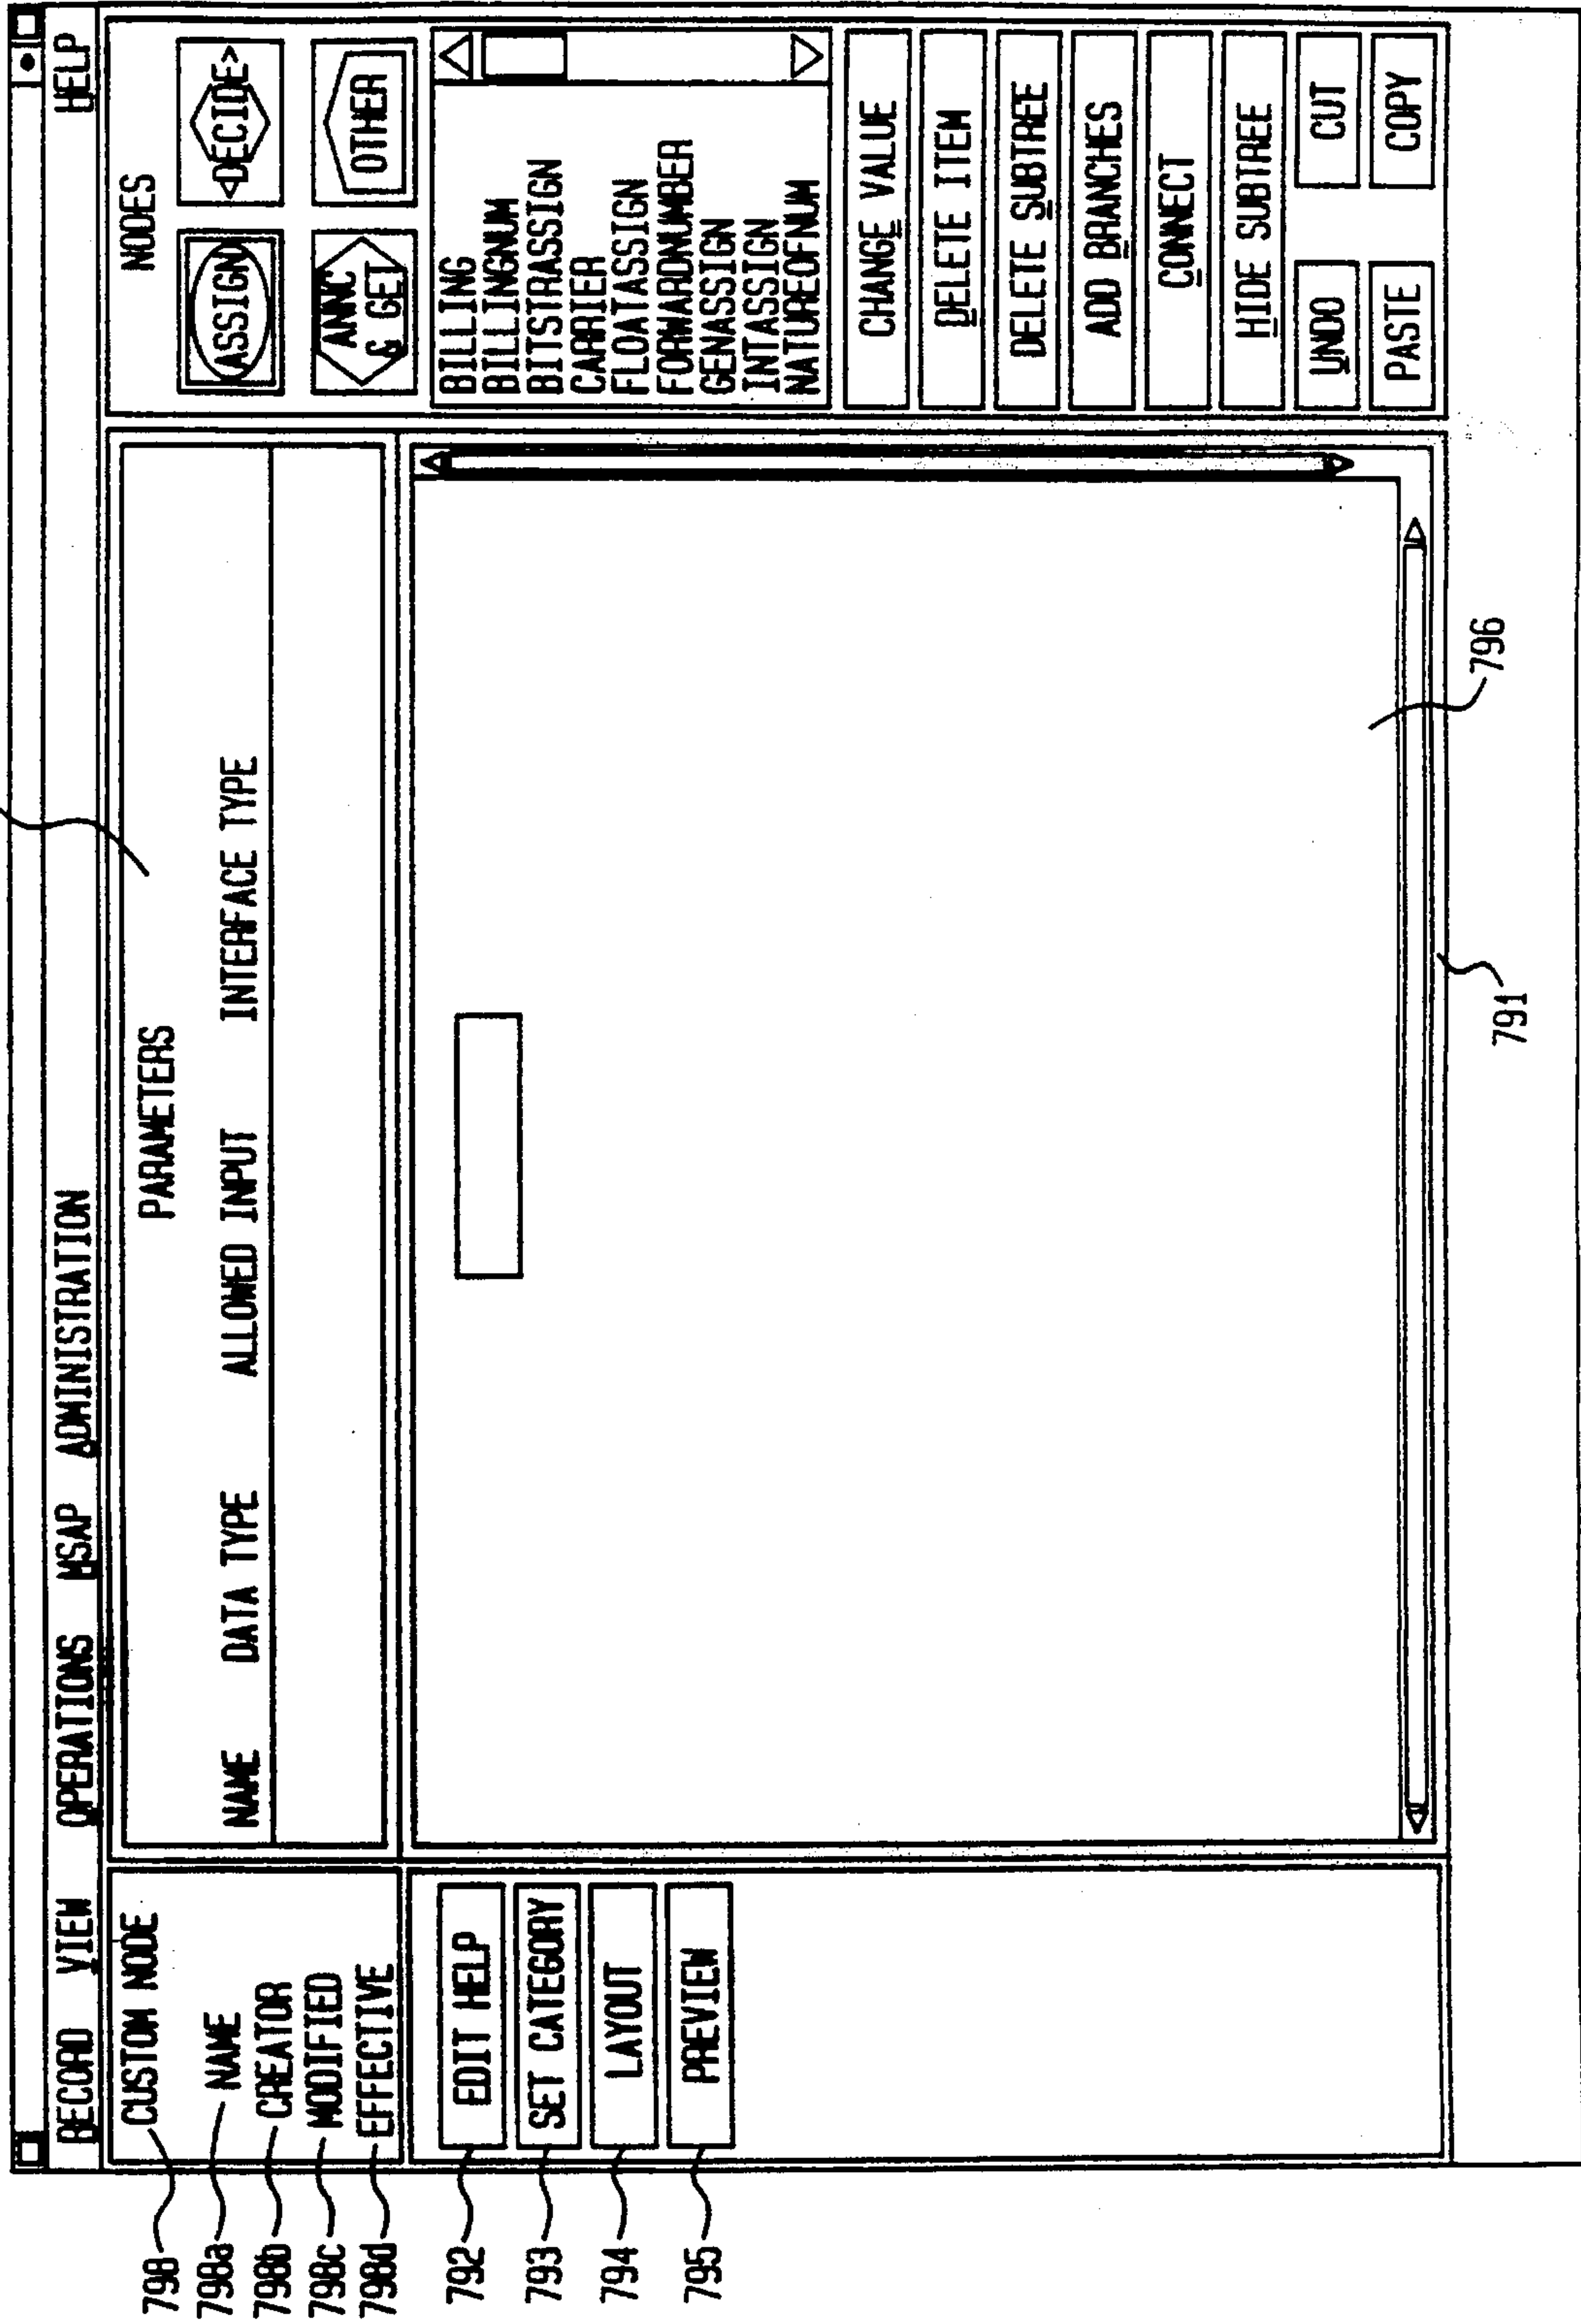 RECORD VIEW OPERATIONS MSAP ADMINISTRATION HELP
798 CUSTOM NODE
798a NAME
798b CREATOR
798c MODIFIED
798d EFFECTIVE
PARAMETERS
NAME DATA TYPE ALLOWED INPUT INTERFACE TYPE
NODES
ASSIGN <DECIDE>
ANNC & GET OTHER
792 EDIT HELP
793 SET CATEGORY
794 LAYOUT
795 PREVIEW
BILLING
BILLINGNUM
BITSTRASSIGN
CARRIER
FLOATASSIGN
FORWARDNUMBER
GENASSIGN
INTASSIGN
NATUREOFNUM
CHANGE VALUE
DELETE ITEM
DELETE SUBTREE
ADD BRANCHES
CONNECT
HIDE SUBTREE
UNDO CUT
PASTE COPY
796
791